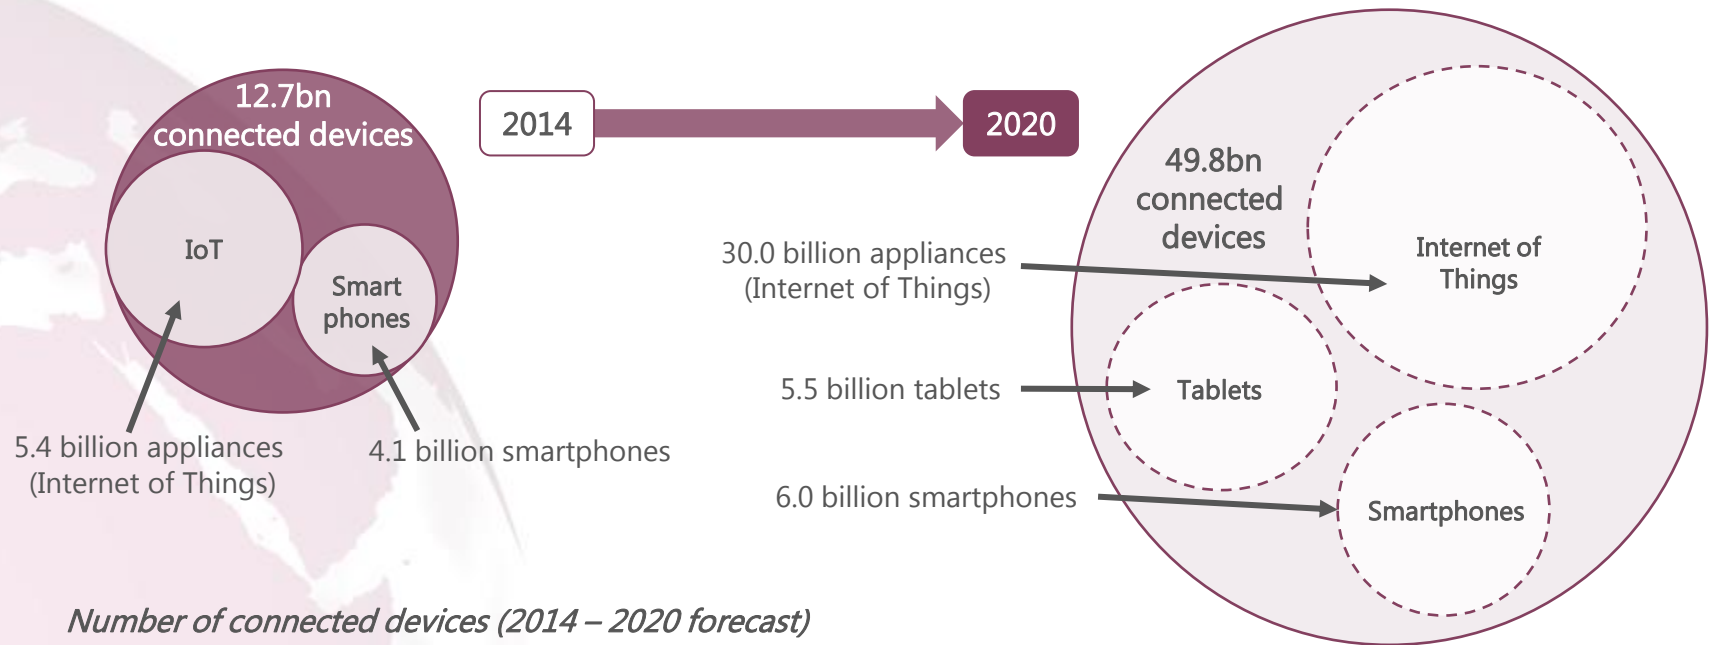 12.7bn
connected devices
IoT
Smart
phones
5.4 billion appliances
(Internet of Things)
4.1 billion smartphones
2014
2020
49.8bn
connected
devices
Internet of
Things
30.0 billion appliances
(Internet of Things)
5.5 billion tablets
Tablets
6.0 billion smartphones
Smartphones
Number of connected devices (2014 – 2020 forecast)